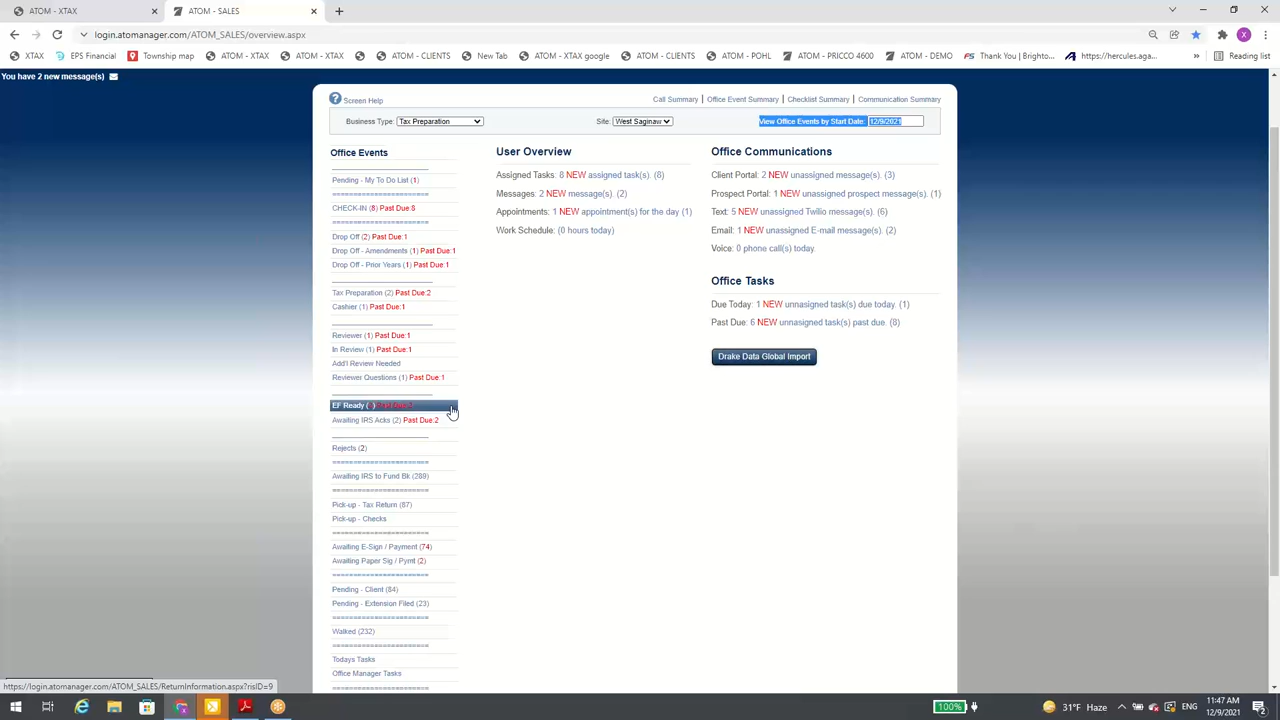 ATOM - SALES
ATOM - SALES
login.atomanager.com/ATOM_SALES/overview.aspx
XTAX
EPS Financial
Township map
ATOM - XTAX
ATOM - CLIENTS
New Tab
ATOM - XTAX google
ATOM - CLIENTS
ATOM - POHL
ATOM - PRICCO 4600
ATOM - DEMO
Thank You | Brighto...
https://hercules.aga...
Reading list
You have 2 new message(s)
Screen Help
Call Summary | Office Event Summary | Checklist Summary | Communication Summary
Business Type: Tax Preparation
Site: West Saginaw
View Office Events by Start Date: 12/9/2021
Office Events
Pending - My To Do List (1)
CHECK-IN (8) Past Due:8
Drop Off (2) Past Due:1
Drop Off - Amendments (1) Past Due:1
Drop Off - Prior Years (1) Past Due:1
Tax Preparation (2) Past Due:2
Cashier (1) Past Due:1
Reviewer (1) Past Due:1
In Review (1) Past Due:1
Add'l Review Needed
Reviewer Questions (1) Past Due:1
EF Ready
Awaiting IRS Acks (2) Past Due:2
Rejects (2)
Awaiting IRS to Fund Bk (289)
Pick-up - Tax Return (87)
Pick-up - Checks
Awaiting E-Sign / Payment (74)
Awaiting Paper Sig / Pymt (2)
Pending - Client (84)
Pending - Extension Filed (23)
Walked (232)
Todays Tasks
Office Manager Tasks
User Overview
Assigned Tasks: 8 NEW assigned task(s). (8)
Messages: 2 NEW message(s). (2)
Appointments: 1 NEW appointment(s) for the day (1)
Work Schedule: (0 hours today)
Office Communications
Client Portal: 2 NEW unassigned message(s). (3)
Prospect Portal: 1 NEW unassigned prospect message(s). (1)
Text: 5 NEW unassigned Twilio message(s). (6)
Email: 1 NEW unassigned E-mail message(s). (2)
Voice: 0 phone call(s) today.
Office Tasks
Due Today: 1 NEW unnasigned task(s) due today. (1)
Past Due: 6 NEW unnasigned task(s) past due. (8)
Drake Data Global Import
100%
31°F Haze
ENG
11:47 AM
12/9/2021